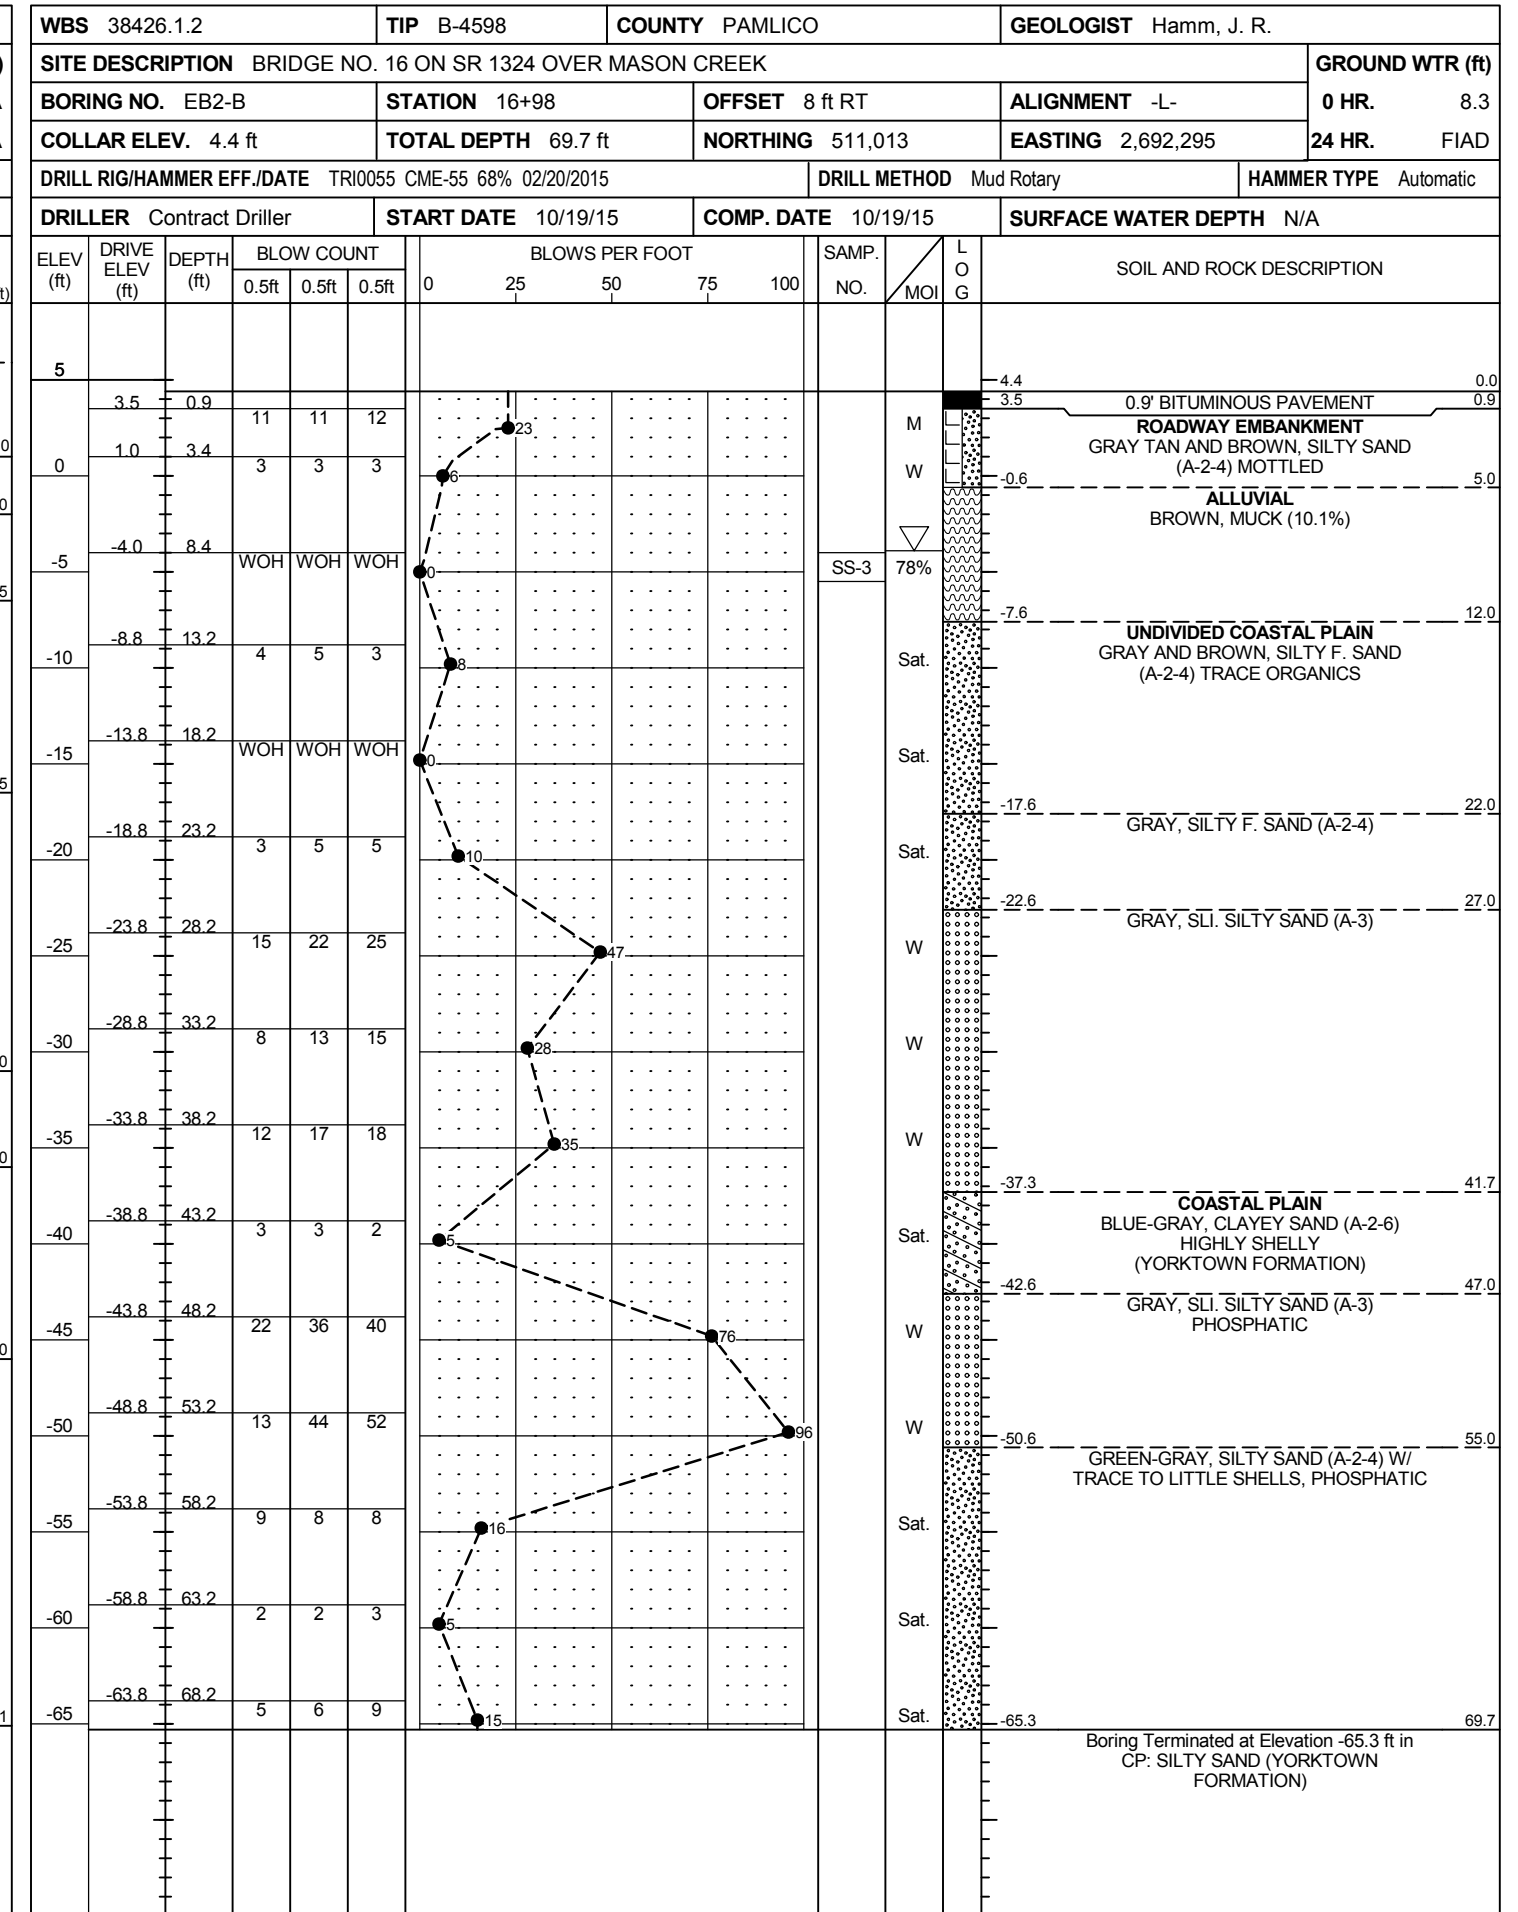 WBS 38426.1.2 TIP B-4598 COUNTY PAMLICO GEOLOGIST Hamm, J. R.
SITE DESCRIPTION BRIDGE NO. 16 ON SR 1324 OVER MASON CREEK GROUND WTR (ft)
BORING NO. EB2-B STATION 16+98 OFFSET 8 ft RT ALIGNMENT -L- 0 HR. 8.3
COLLAR ELEV. 4.4 ft TOTAL DEPTH 69.7 ft NORTHING 511,013 EASTING 2,692,295 24 HR. FIAD
DRILL RIG/HAMMER EFF./DATE TRI0055 CME-55 68% 02/20/2015 DRILL METHOD Mud Rotary HAMMER TYPE Automatic
DRILLER Contract Driller START DATE 10/19/15 COMP. DATE 10/19/15 SURFACE WATER DEPTH N/A
ELEV (ft) DRIVE ELEV (ft) DEPTH (ft) BLOW COUNT BLOWS PER FOOT SAMP. NO. MOI LOG SOIL AND ROCK DESCRIPTION
0.5ft 0.5ft 0.5ft 0 25 50 75 100
5
4.4 0.0
3.5 0.9 3.5 0.9' BITUMINOUS PAVEMENT 0.9
11 11 12 23 M ROADWAY EMBANKMENT
GRAY TAN AND BROWN, SILTY SAND
1.0 3.4
0 3 3 3 6 W (A-2-4) MOTTLED
-0.6 5.0
ALLUVIAL
BROWN, MUCK (10.1%)
-4.0 8.4
-5 WOH WOH WOH 0 SS-3 78%
-7.6 12.0
UNDIVIDED COASTAL PLAIN
-8.8 13.2
-10 4 5 3 8 Sat. GRAY AND BROWN, SILTY F. SAND
(A-2-4) TRACE ORGANICS
-13.8 18.2
-15 WOH WOH WOH 0 Sat.
-17.6 22.0
GRAY, SILTY F. SAND (A-2-4)
-18.8 23.2
-20 3 5 5 10 Sat.
-22.6 27.0
GRAY, SLI. SILTY SAND (A-3)
-23.8 28.2
-25 15 22 25 47 W
-28.8 33.2
-30 8 13 15 28 W
-33.8 38.2
-35 12 17 18 35 W
-37.3 41.7
COASTAL PLAIN
-38.8 43.2
BLUE-GRAY, CLAYEY SAND (A-2-6)
-40 3 3 2 5 Sat. HIGHLY SHELLY
(YORKTOWN FORMATION)
-42.6 47.0
GRAY, SLI. SILTY SAND (A-3)
-43.8 48.2
PHOSPHATIC
-45 22 36 40 76 W
-48.8 53.2
-50 13 44 52 96 W
-50.6 55.0
GREEN-GRAY, SILTY SAND (A-2-4) W/
TRACE TO LITTLE SHELLS, PHOSPHATIC
-53.8 58.2
-55 9 8 8 16 Sat.
-58.8 63.2
-60 2 2 3 5 Sat.
-63.8 68.2
-65 5 6 9 15 Sat.
-65.3 69.7
Boring Terminated at Elevation -65.3 ft in
CP: SILTY SAND (YORKTOWN
FORMATION)